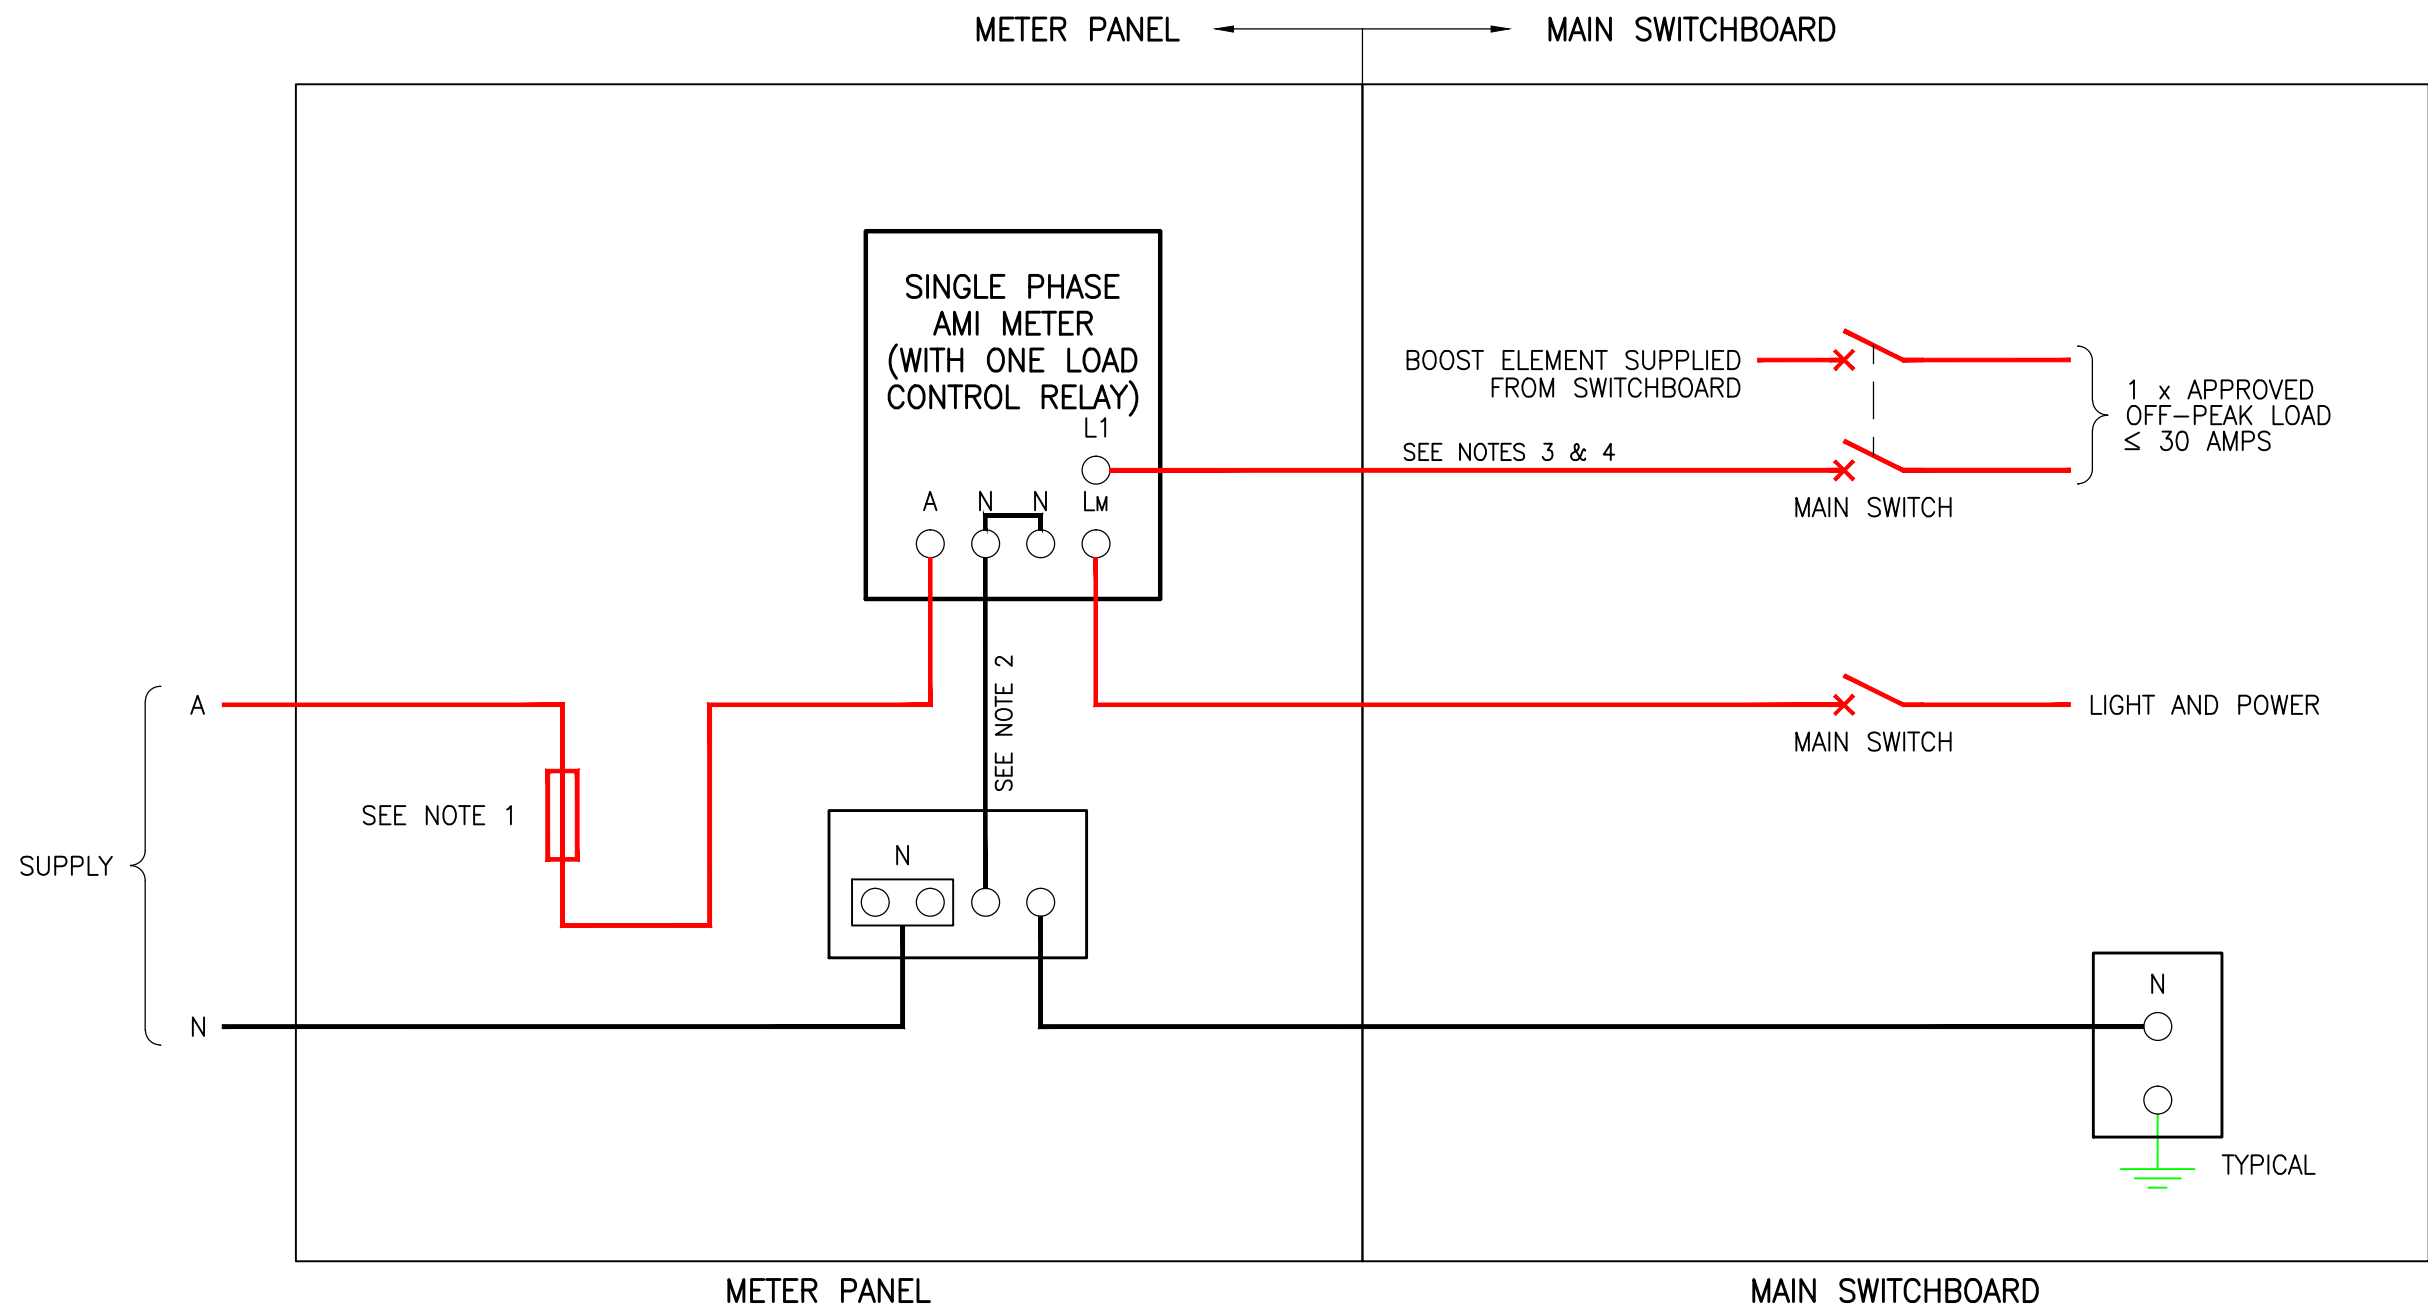 METER PANEL
MAIN SWITCHBOARD
SINGLE PHASE
AMI METER
(WITH ONE LOAD
CONTROL RELAY)
L1
A N N LM
BOOST ELEMENT SUPPLIED
FROM SWITCHBOARD
SEE NOTES 3 & 4
MAIN SWITCH
1 x APPROVED
OFF-PEAK LOAD
≤ 30 AMPS
SEE NOTE 2
A
LIGHT AND POWER
MAIN SWITCH
SEE NOTE 1
SUPPLY
N
N
N
TYPICAL
METER PANEL
MAIN SWITCHBOARD